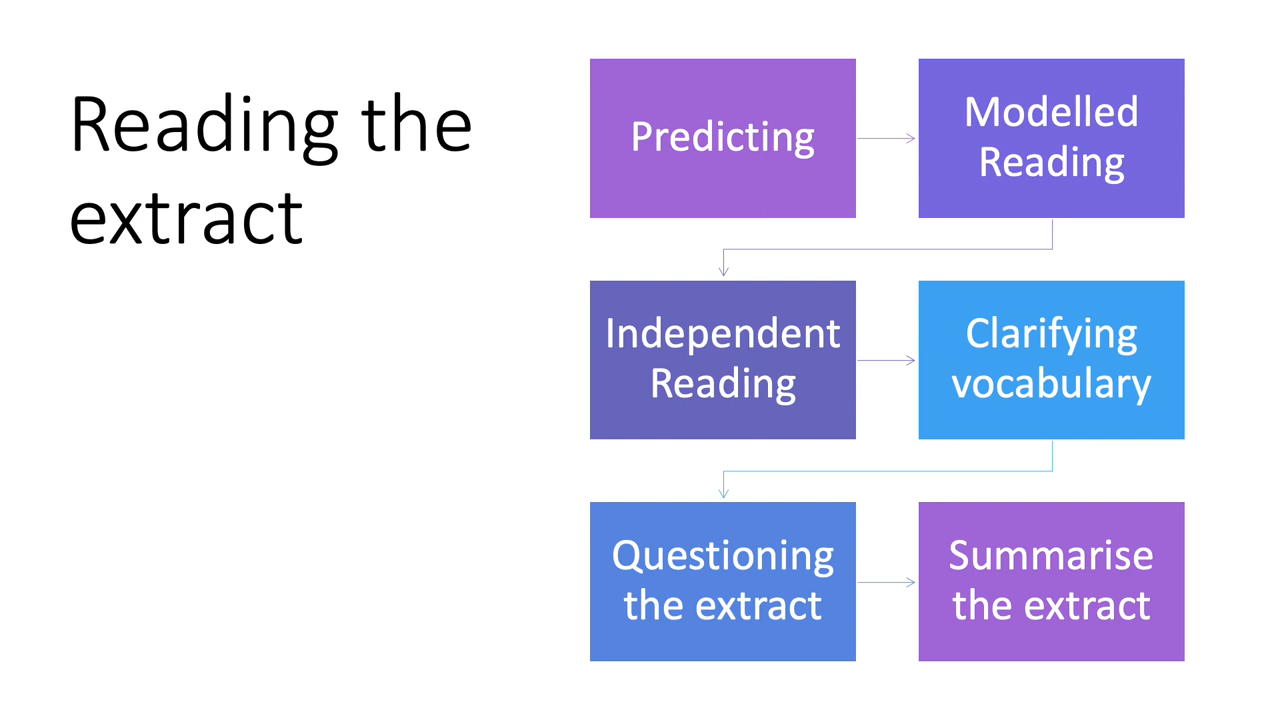 Reading the
extract
Predicting
Modelled
Reading
Independent
Reading
Clarifying
vocabulary
Questioning
the extract
Summarise
the extract